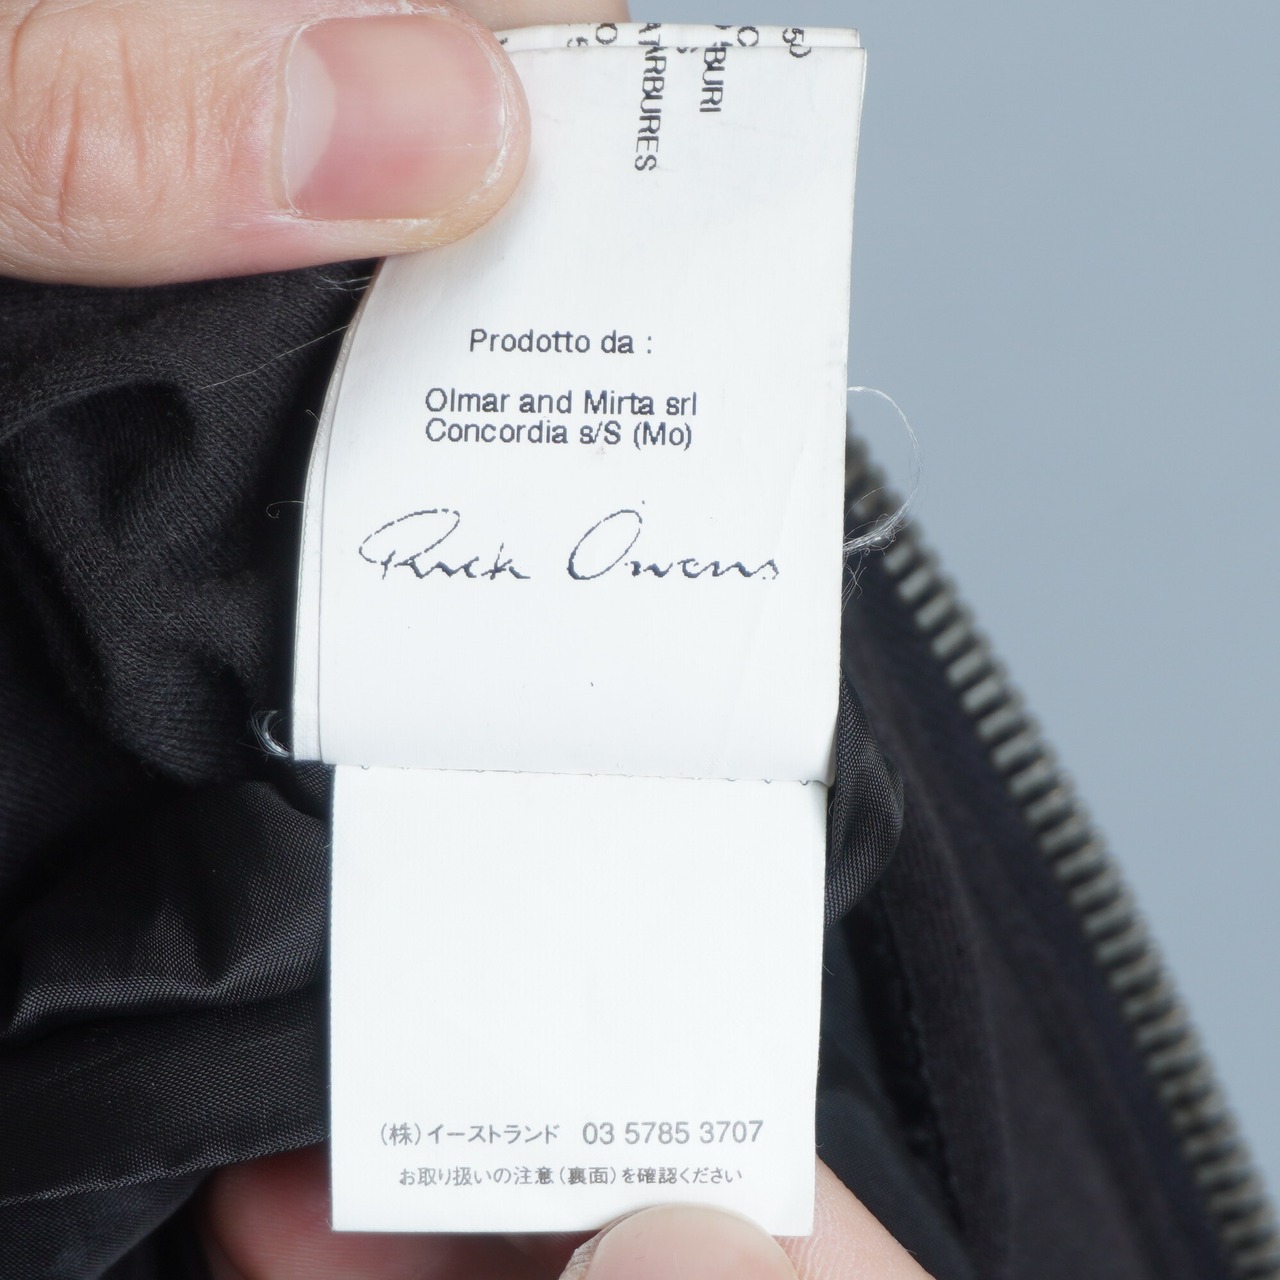 Prodotto da :
Olmar and Mirta srl
Concordia s/S (Mo)
Rick Owens
(株)イーストランド 03 5785 3707
お取り扱いの注意(裏面)を確認ください